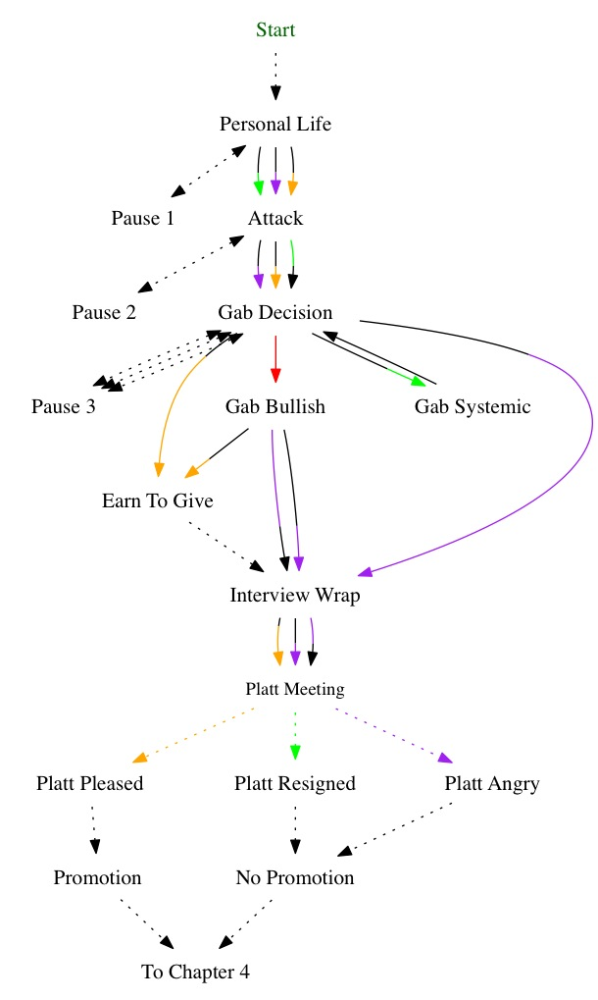 Start
Personal Life
Pause 1
Attack
Pause 2
Gab Decision
Pause 3
Gab Bullish
Gab Systemic
Earn To Give
Interview Wrap
Platt Meeting
Platt Pleased
Platt Resigned
Platt Angry
Promotion
No Promotion
To Chapter 4